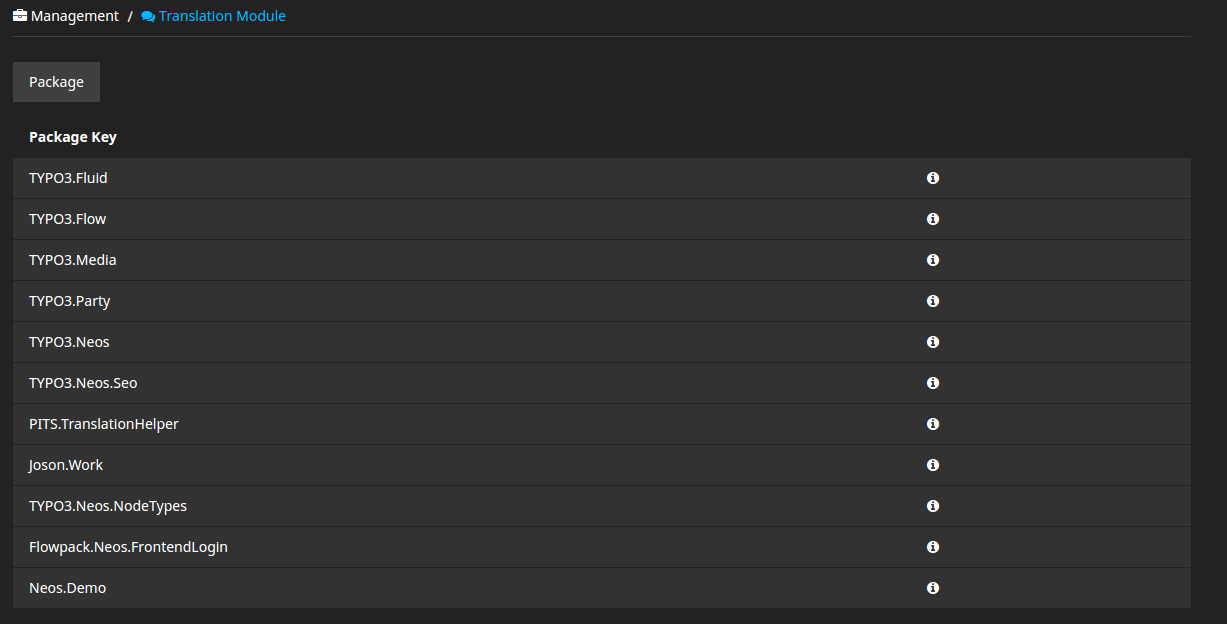 Management / Translation Module
Package
Package Key
TYPO3.Fluid
TYPO3.Flow
TYPO3.Media
TYPO3.Party
TYPO3.Neos
TYPO3.Neos.Seo
PITS.TranslationHelper
Joson.Work
TYPO3.Neos.NodeTypes
Flowpack.Neos.FrontendLogin
Neos.Demo